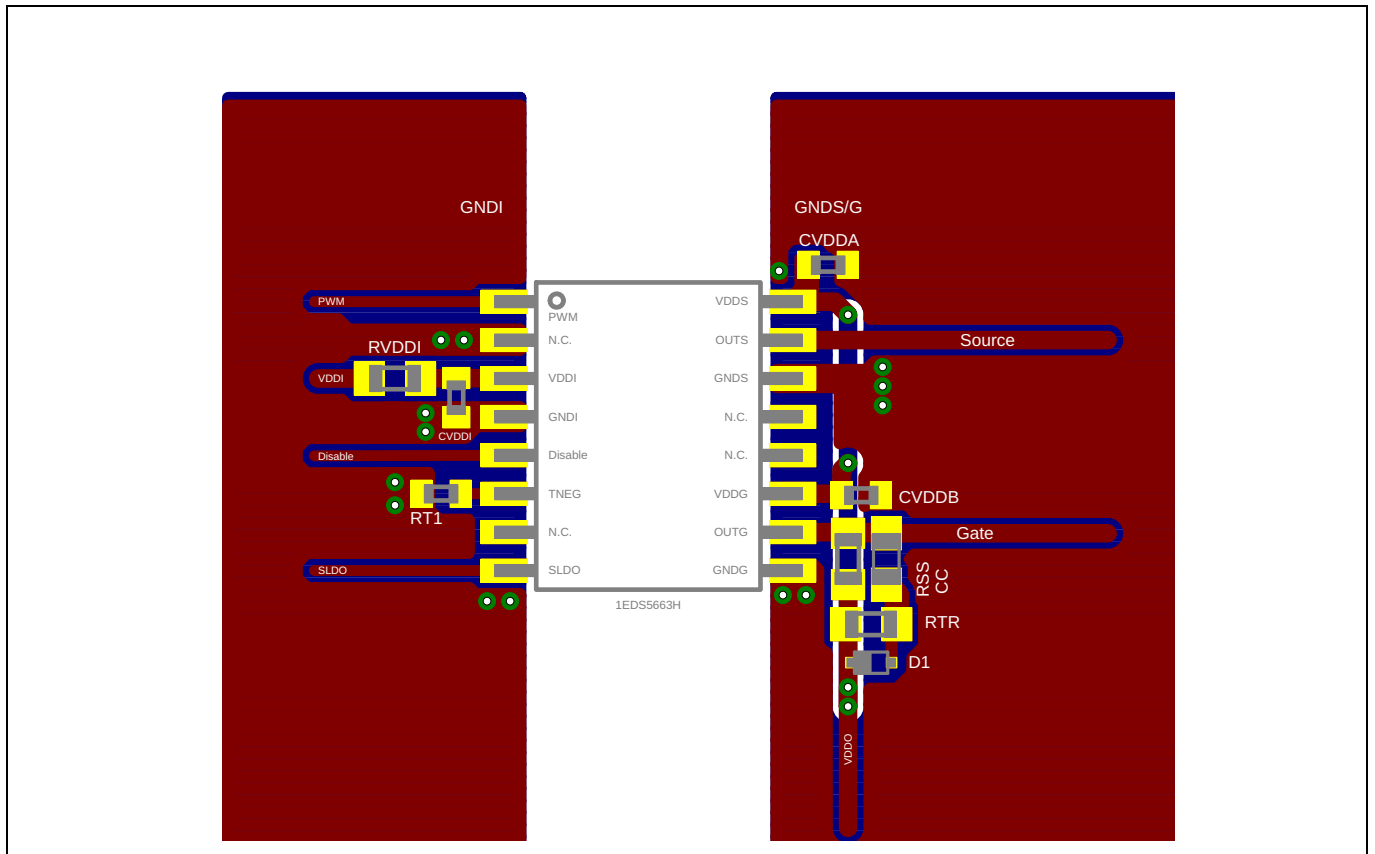 GNDI
GNDS/G
CVDDA
PWM
PWM
VDDS
N.C.
OUTS
Source
RVDDI
VDDI
VDDI
GNDS
GNDI
N.C.
CVDDI
Disable
Disable
N.C.
TNEG
VDDG
CVDDB
RT1
N.C.
OUTG
Gate
SLDO
SLDO
GNDG
RSS
CC
1EDS5663H
RTR
D1
VDDO